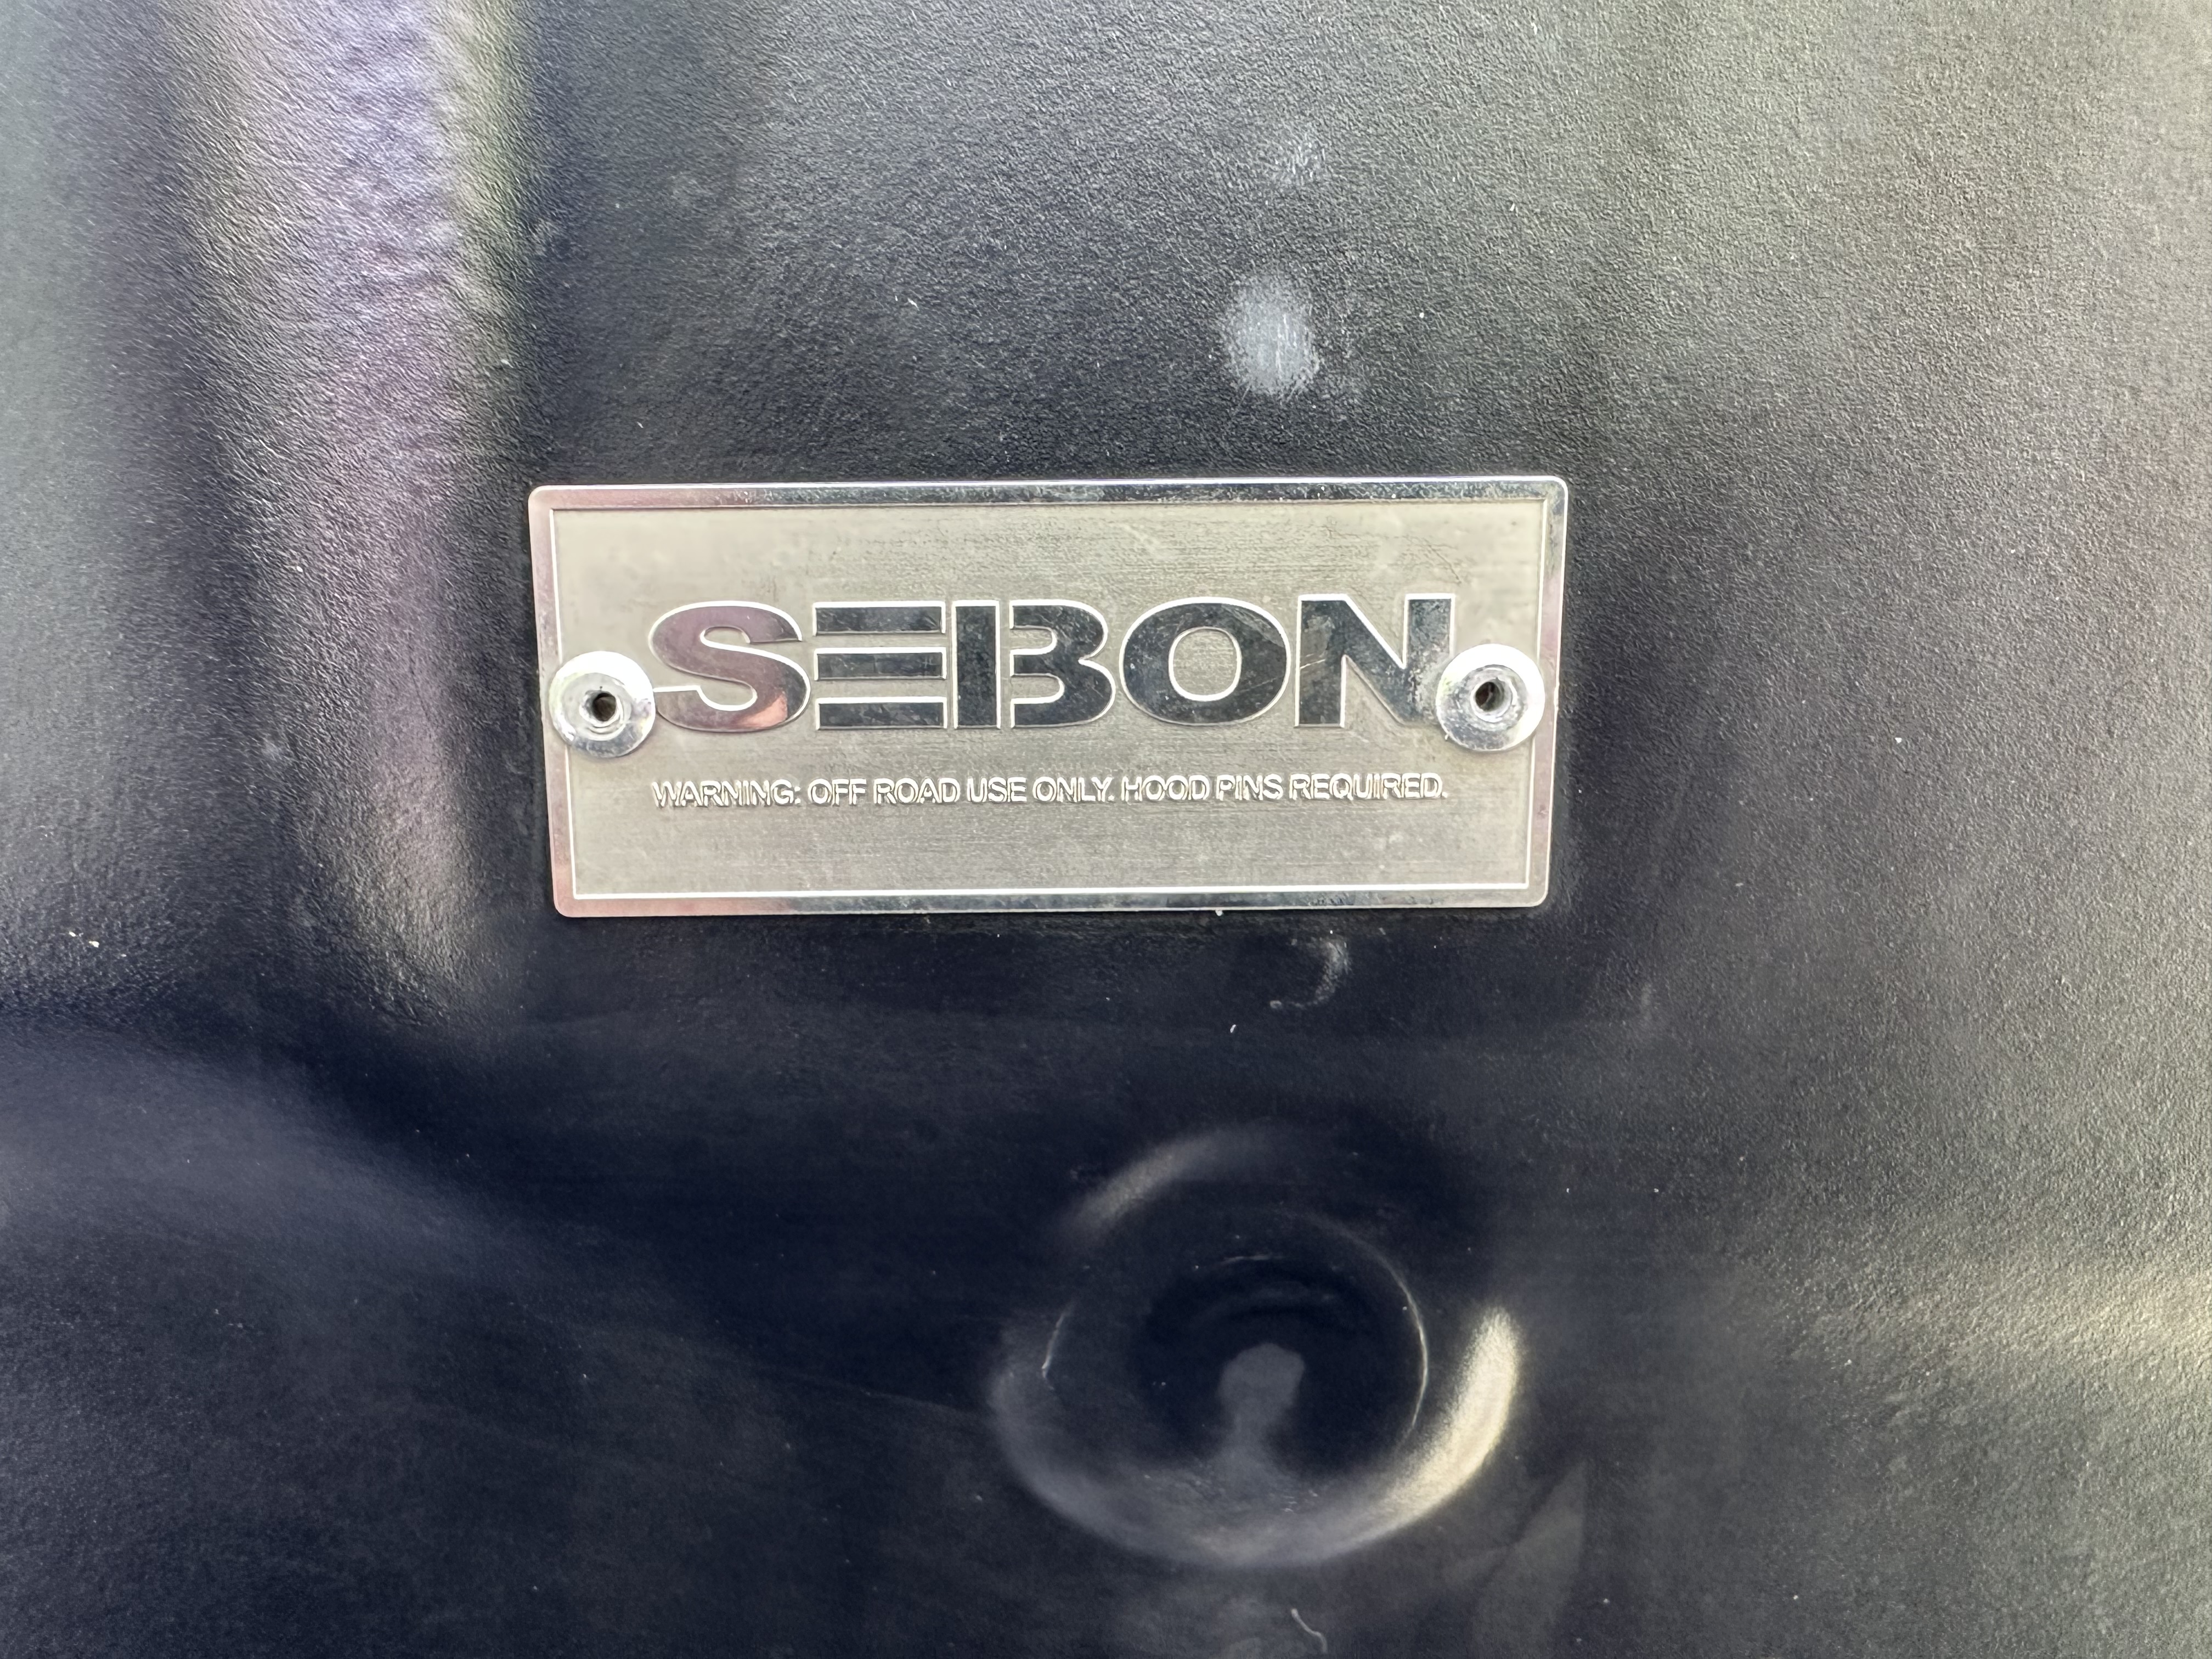 SEIBON
WARNING: OFF ROAD USE ONLY. HOOD PINS REQUIRED.